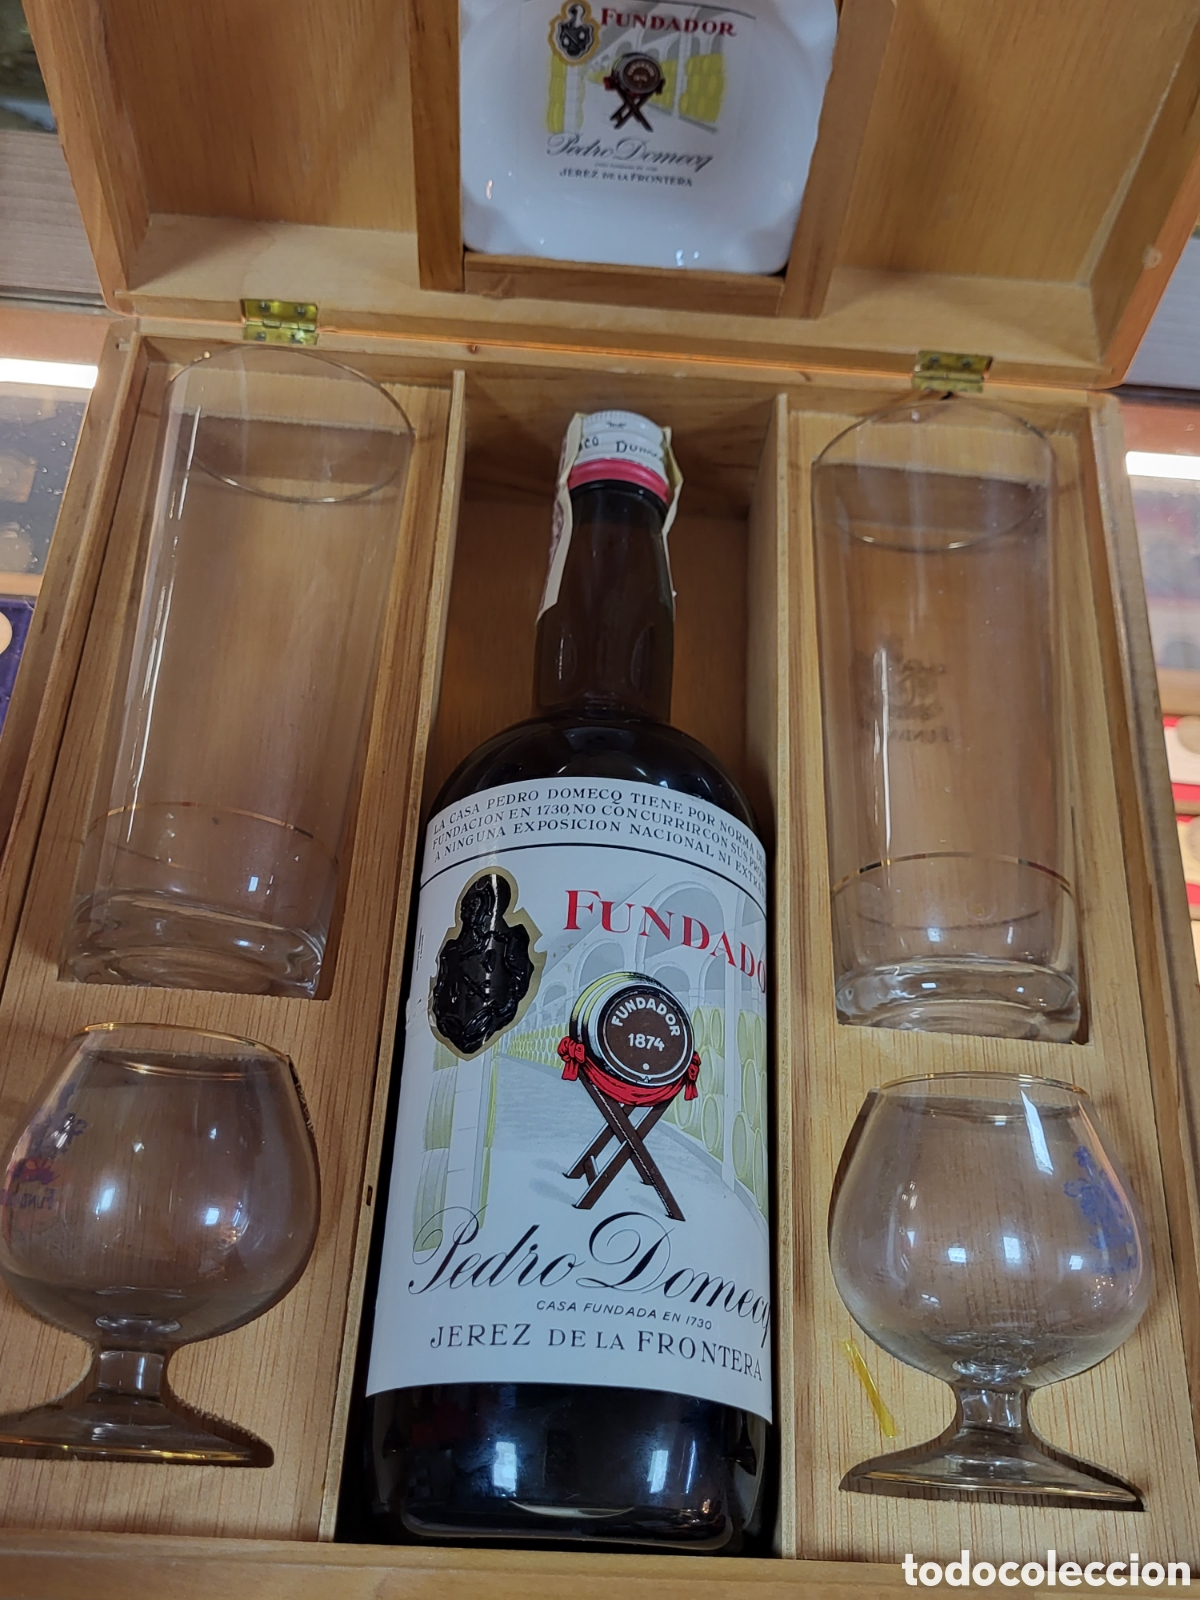 FUNDADOR
Pedro Domecq
JEREZ DE LA FRONTERA
LA CASA PEDRO DOMECQ TIENE POR NORMA
FUNDACION EN 1730, NO CONCURRIR CON SUS
A NINGUNA EXPOSICION NACIONAL NI
FUNDADO
FUNDADOR
1874
Pedro Domecq
CASA FUNDADA EN 1730
JEREZ DE LA FRONTERA
todocoleccion